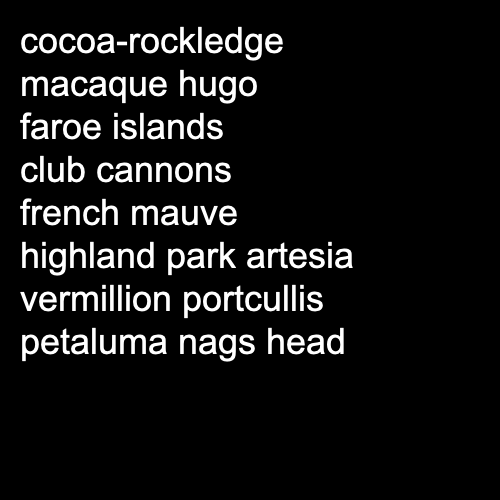 cocoa-rockledge
macaque hugo
faroe islands
club cannons
french mauve
highland park artesia
vermillion portcullis
petaluma nags head